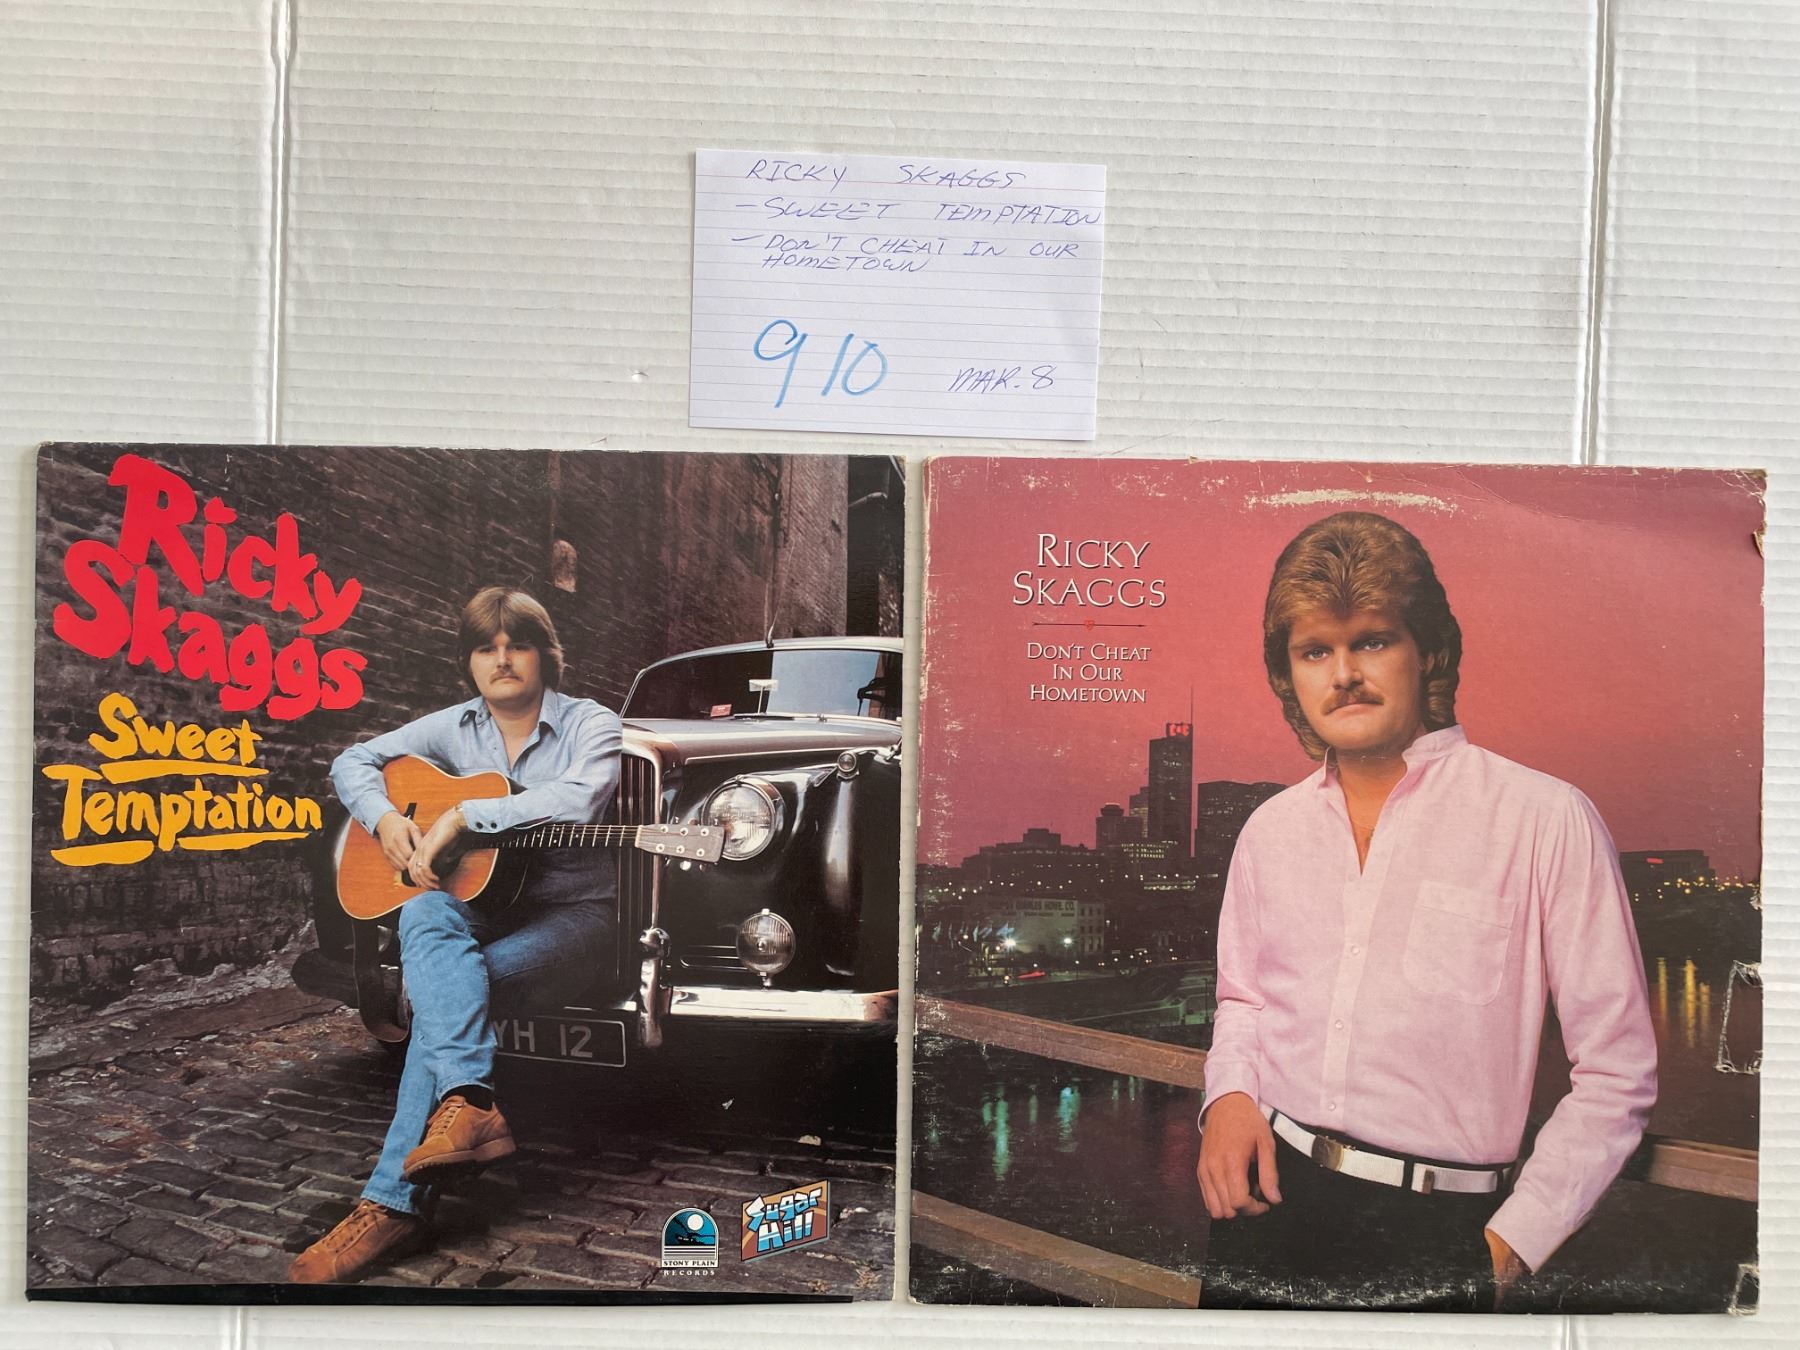 RICKY SKAGGS
- SWEET TEMPTATION
- DON'T CHEAT IN OUR
HOMETOWN
910 MAR. 8
Ricky
Skaggs
Sweet
Temptation
YH 12
STONY PLAIN
RECORDS
Sugar
Hill
RICKY
SKAGGS
DON'T CHEAT
IN OUR
HOMETOWN